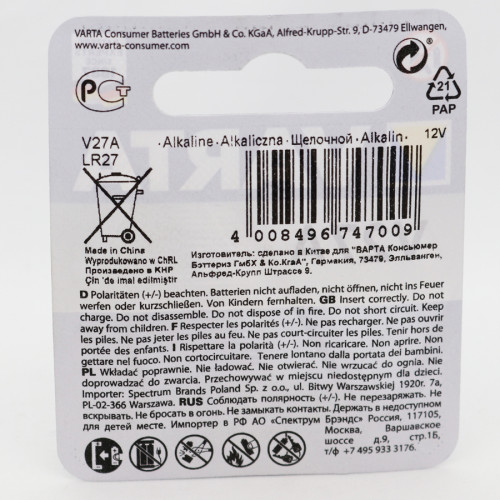 VARTA Consumer Batteries GmbH & Co. KGaA, Alfred-Krupp-Str. 9, D-73479 Ellwangen,
www.varta-consumer.com
РСТ
21
PAP
V27A · Alkaline · Alkaliczna · Щелочной · Alkalin · 12V
LR27
4 008496 747009
Made in China
Wyprodukowano w ChRL
Произведено в КНР
Çin 'de imal edilmiştir
Изготовитель: сделано в Китае для "ВАРТА Консьюмер
Бэттериз ГмбХ & Ko.KгaA", Германия, 73479, Элльванген,
Альфред-Крупп Штрассе 9.
D Polaritäten (+/-) beachten. Batterien nicht aufladen, nicht öffnen, nicht ins Feuer
werfen oder kurzschließen. Von Kindern fernhalten. GB Insert correctly. Do not
charge. Do not disassemble. Do not dispose of in fire. Do not short circuit. Keep
away from children. F Respecter les polarités (+/-). Ne pas recharger. Ne pas ouvrir
les piles. Ne pas jeter les piles au feu. Ne pas court-circuiter les piles. Tenir hors de
portée des enfants. I Rispettare la polarità (+/-). Non ricaricare. Non aprire. Non
gettare nel fuoco. Non cortocircuitare. Tenere lontano dalla portata dei bambini.
PL Wkładać poprawnie. Nie ładować. Nie otwierać. Nie wrzucać do ognia. Nie
doprowadzać do zwarcia. Przechowywać w miejscu niedostępnym dla dzieci.
Importer: Spectrum Brands Poland Sp. z o.o., ul. Bitwy Warszawskiej 1920r. 7a,
PL-02-366 Warszawa. RUS Соблюдать полярность (+/-). Не перезаряжать. Не
вскрывать. Не бросать в огонь. Не замыкать контакты. Держать в недоступном
для детей месте. Импортер в РФ АО «Спектрум Брэндс» Россия, 117105,
Москва, Варшавское
шоссе д.9, стр.1Б,
т/ф +7 495 933 3176.